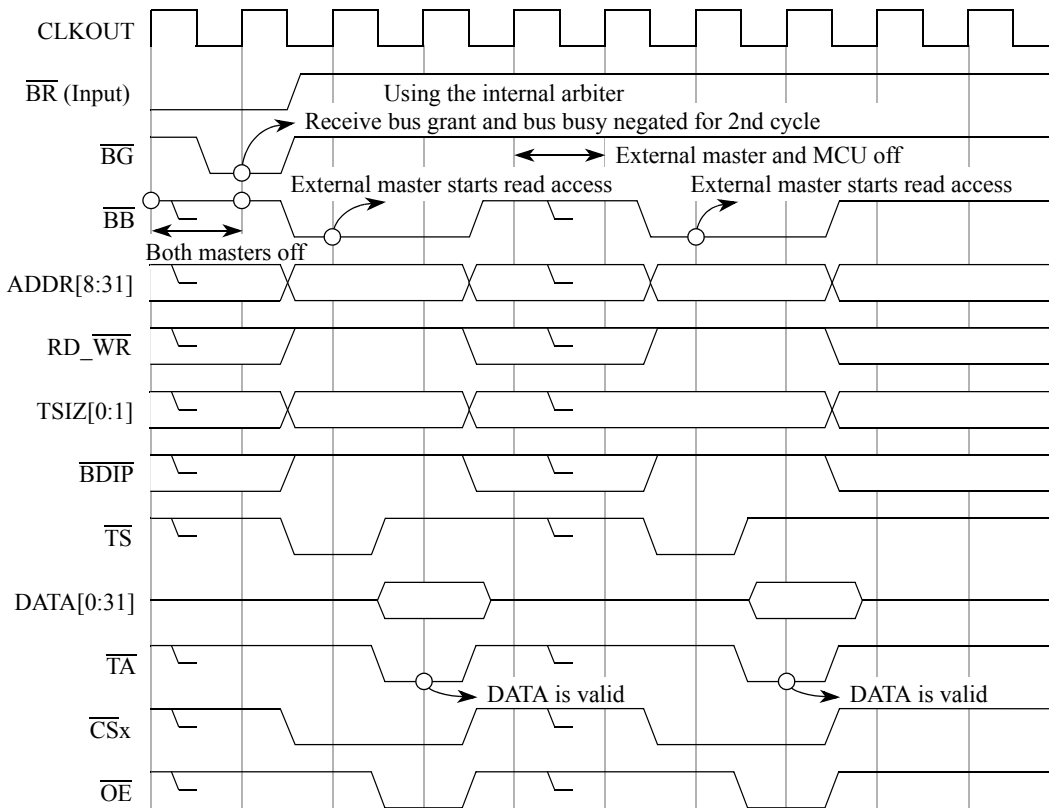 CLKOUT
BR (Input)
Using the internal arbiter
Receive bus grant and bus busy negated for 2nd cycle
BG
External master and MCU off
External master starts read access
External master starts read access
BB
Both masters off
ADDR[8:31]
RD_WR
TSIZ[0:1]
BDIP
TS
DATA[0:31]
TA
DATA is valid
DATA is valid
CSx
OE